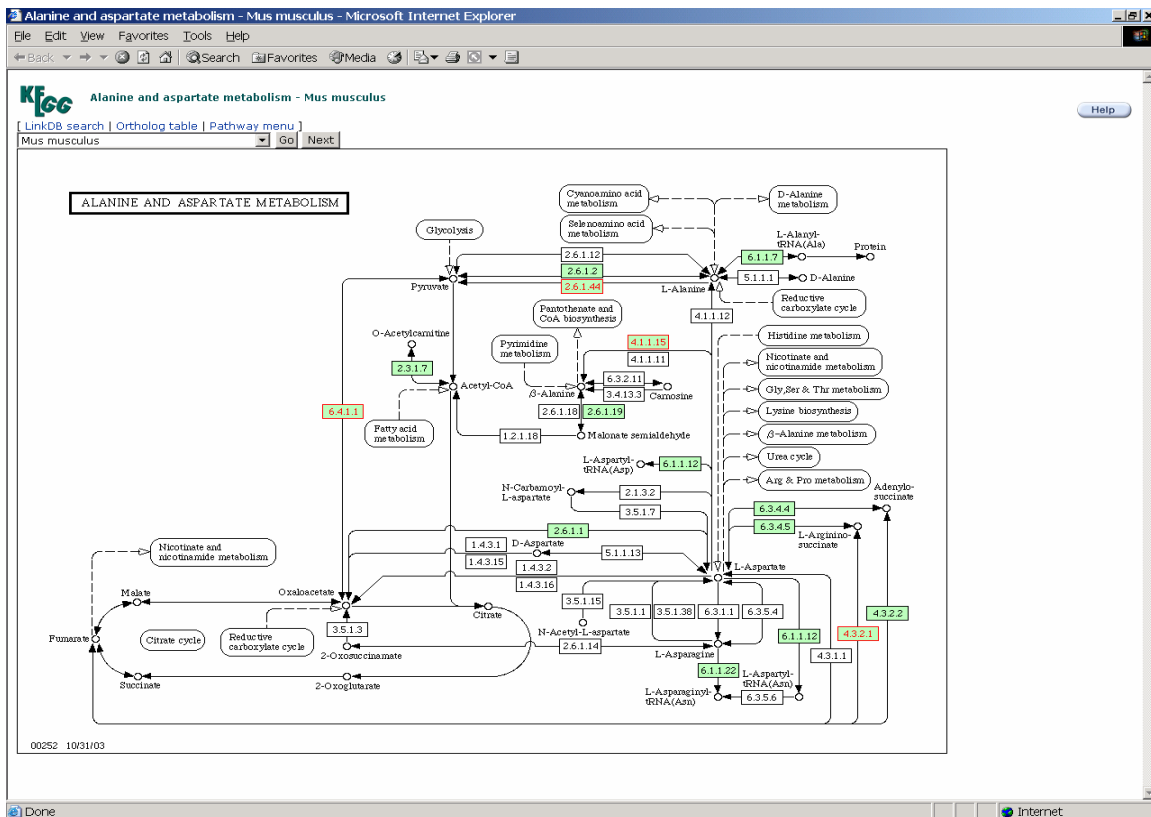 Alanine and aspartate metabolism - Mus musculus - Microsoft Internet Explorer
File Edit View Favorites Tools Help
Back Search Favorites Media
KEGG Alanine and aspartate metabolism - Mus musculus
Help
[ LinkDB search | Ortholog table | Pathway menu ]
Mus musculus Go Next
ALANINE AND ASPARTATE METABOLISM
Cyanoamino acid
metabolism
D-Alanine
metabolism
Selenoamino acid
metabolism
Glycolysis
L-Alanyl-
tRNA(Ala)
Protein
2.6.1.12
6.1.1.7
2.6.1.2
5.1.1.1
D-Alanine
Pyruvate
2.6.1.44
L-Alanine
Reductive
carboxylate cycle
Pantothenate and
CoA biosynthesis
4.1.1.12
O-Acetylcarnitine
Pyrimidine
metabolism
4.1.1.15
4.1.1.11
Histidine metabolism
Nicotinate and
nicotinamide metabolism
2.3.1.7
Acetyl-CoA
β-Alanine
6.3.2.11
3.4.13.3
Carnosine
Gly,Ser & Thr metabolism
6.4.1.1
Fatty acid
metabolism
2.6.1.18
2.6.1.19
Lysine biosynthesis
1.2.1.18
Malonate semialdehyde
β-Alanine metabolism
L-Aspartyl-
tRNA(Asp)
6.1.1.12
Urea cycle
Arg & Pro metabolism
N-Carbamoyl-
L-aspartate
2.1.3.2
3.5.1.7
Adenylo-
succinate
6.3.4.4
6.3.4.5
L-Arginino-
succinate
2.6.1.1
Nicotinate and
nicotinamide metabolism
1.4.3.1
1.4.3.15
D-Aspartate
5.1.1.13
1.4.3.2
1.4.3.16
L-Aspartate
Malate
Oxaloacetate
3.5.1.15
3.5.1.1
3.5.1.38
6.3.1.1
6.3.5.4
4.3.2.2
Citrate
Fumarate
Citrate cycle
Reductive
carboxylate cycle
3.5.1.3
N-Acetyl-L-aspartate
6.1.1.12
4.3.2.1
2-Oxosuccinamate
2.6.1.14
L-Asparagine
4.3.1.1
6.1.1.22
L-Aspartyl-
tRNA(Asn)
Succinate
2-Oxoglutarate
L-Asparaginyl-
tRNA(Asn)
6.3.5.6
00252 10/31/03
Done Internet